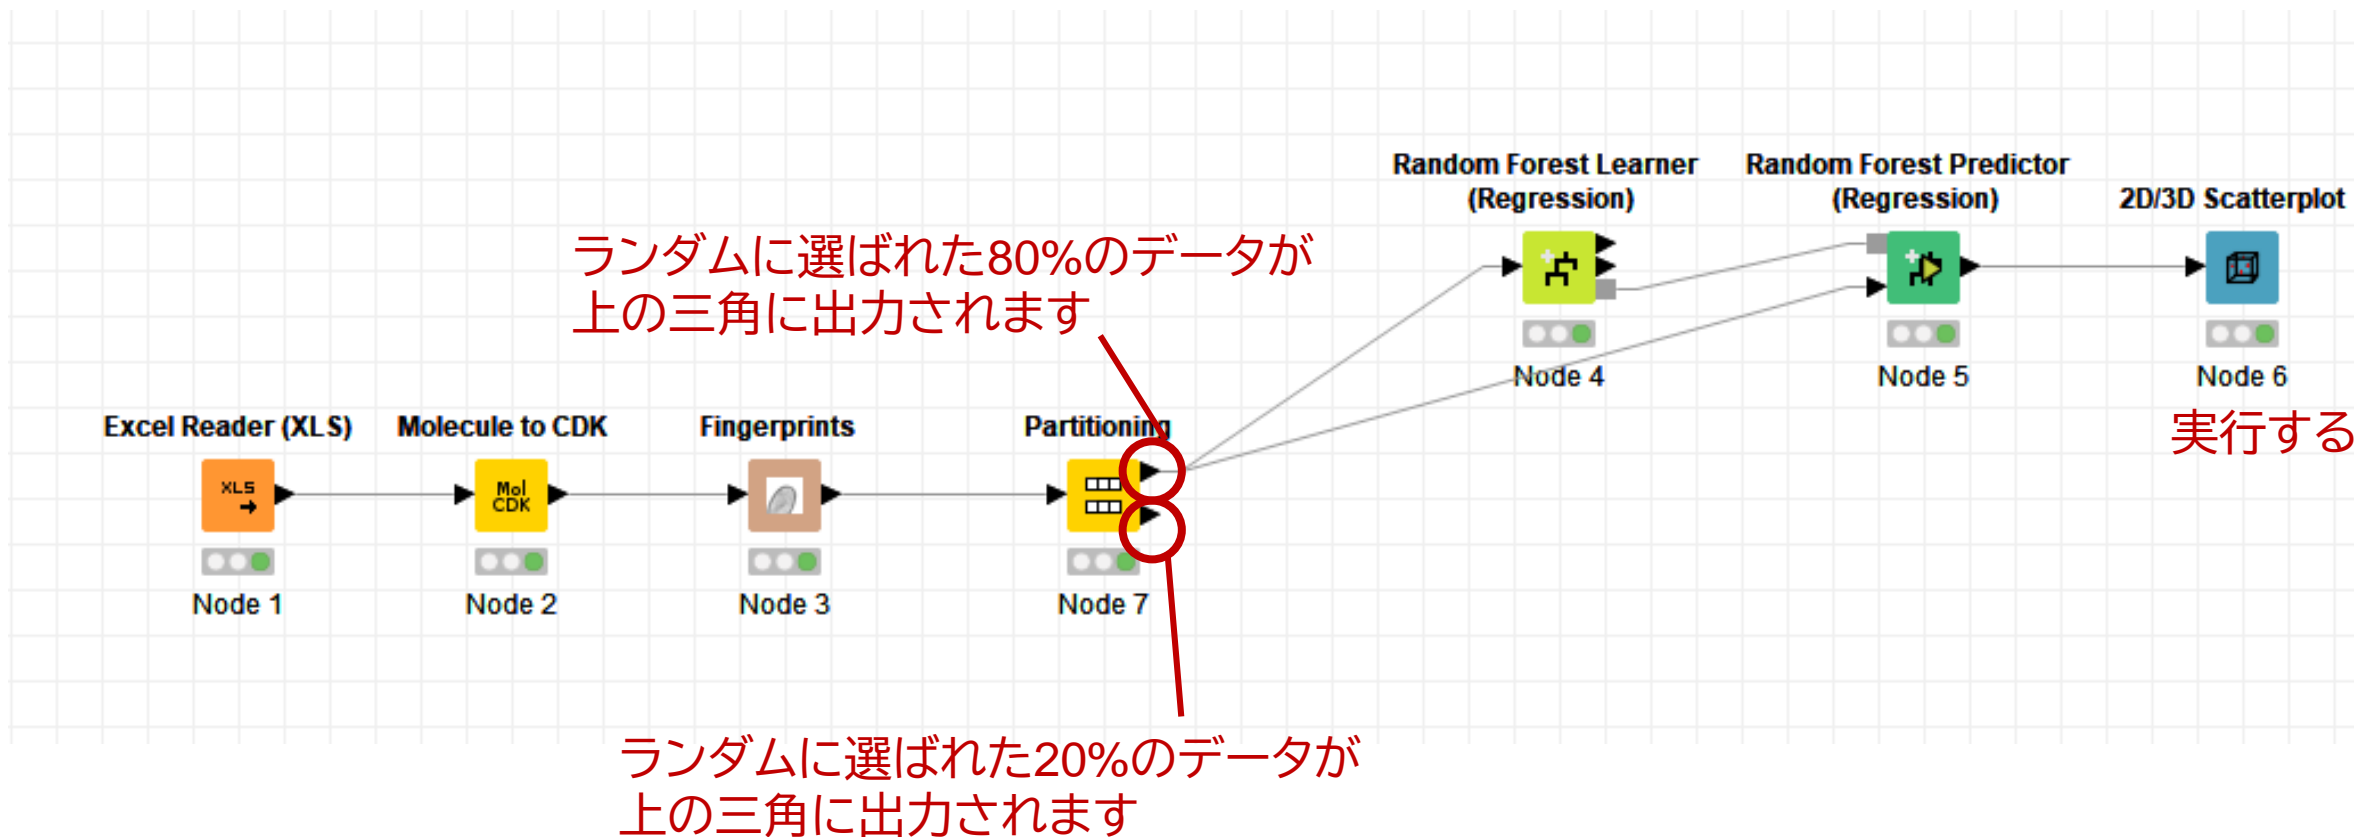 Random Forest Learner
(Regression)
Random Forest Predictor
(Regression)
2D/3D Scatterplot
ランダムに選ばれた80%のデータが
上の三角に出力されます
Node 4
Node 5
Node 6
実行する
Excel Reader (XLS)
Molecule to CDK
Fingerprints
Partitioning
XLS
Mol
CDK
Node 1
Node 2
Node 3
Node 7
ランダムに選ばれた20%のデータが
上の三角に出力されます